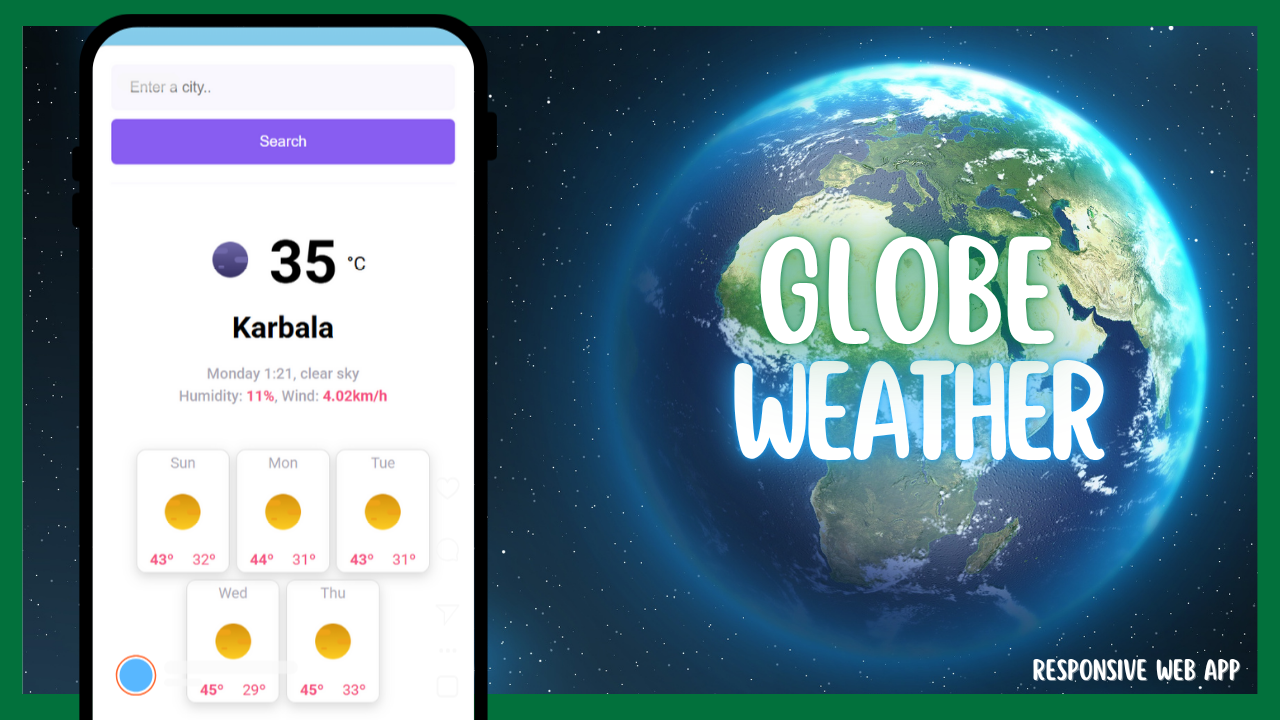 Enter a city..
Search
35 °C
Karbala
Monday 1:21, clear sky
Humidity: 11%, Wind: 4.02km/h
Sun Mon Tue
43° 32° 44° 31° 43° 31°
Wed Thu
45° 29° 45° 33°
GLOBE
WEATHER
RESPONSIVE WEB APP